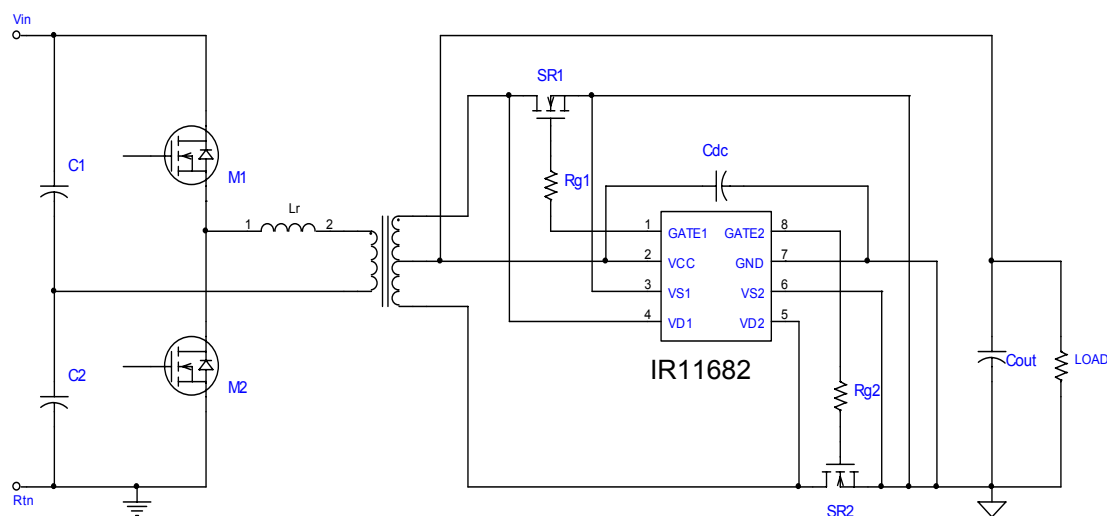 Vin
SR1
C1
M1
Cdc
Rg1
Lr
1 2
1 GATE1 GATE2 8
2 VCC GND 7
3 VS1 VS2 6
4 VD1 VD2 5
IR11682
C2
M2
Rg2
Cout
LOAD
Rtn
SR2